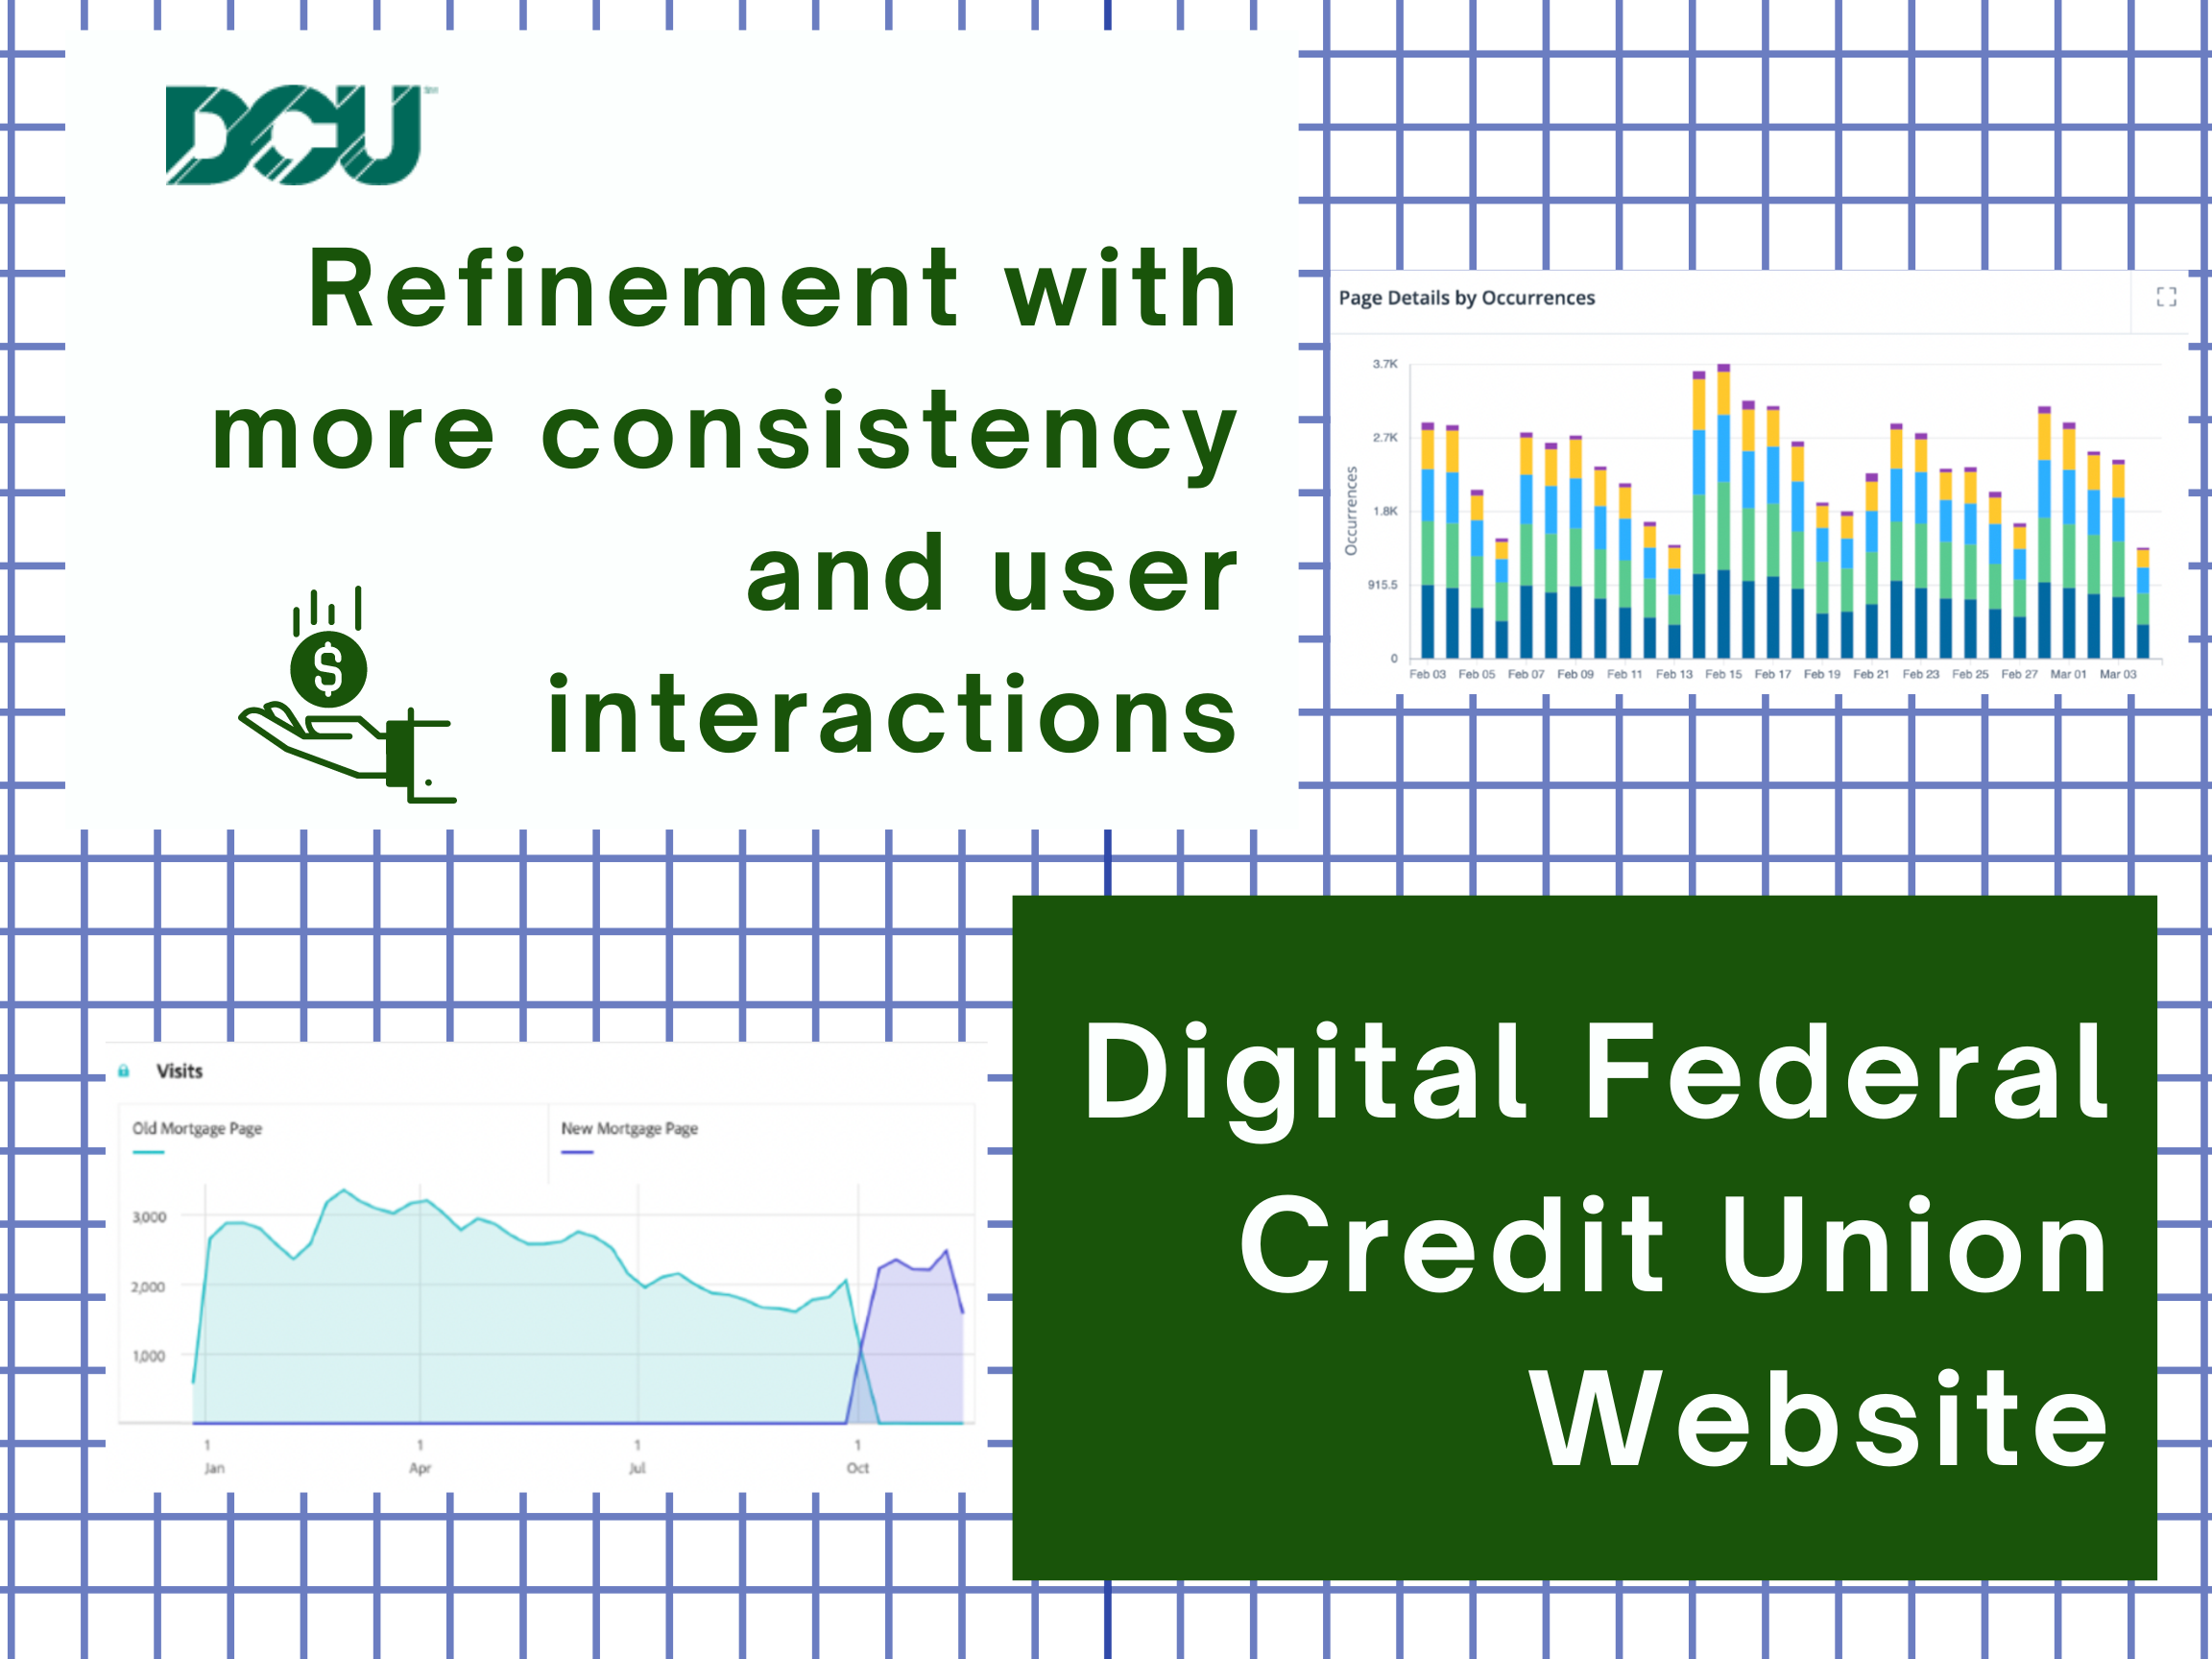 DCU
Refinement with
more consistency
and user
interactions
$
Page Details by Occurrences
Occurrences
3.7K
2.7K
1.8K
915.5
0
Feb 03 Feb 05 Feb 07 Feb 09 Feb 11 Feb 13 Feb 15 Feb 17 Feb 19 Feb 21 Feb 23 Feb 25 Feb 27 Mar 01 Mar 03
Visits
Old Mortgage Page
New Mortgage Page
3,000
2,000
1,000
1 1 1 1
Jan Apr Jul Oct
Digital Federal
Credit Union
Website